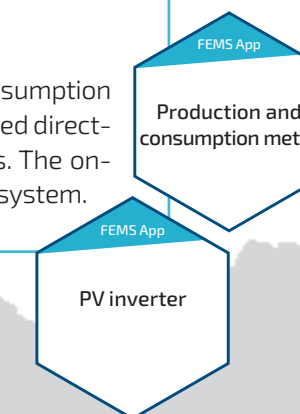 FEMS App
Production and
consumption met
sumption
ed direct-
s. The on-
system.
FEMS App
PV inverter